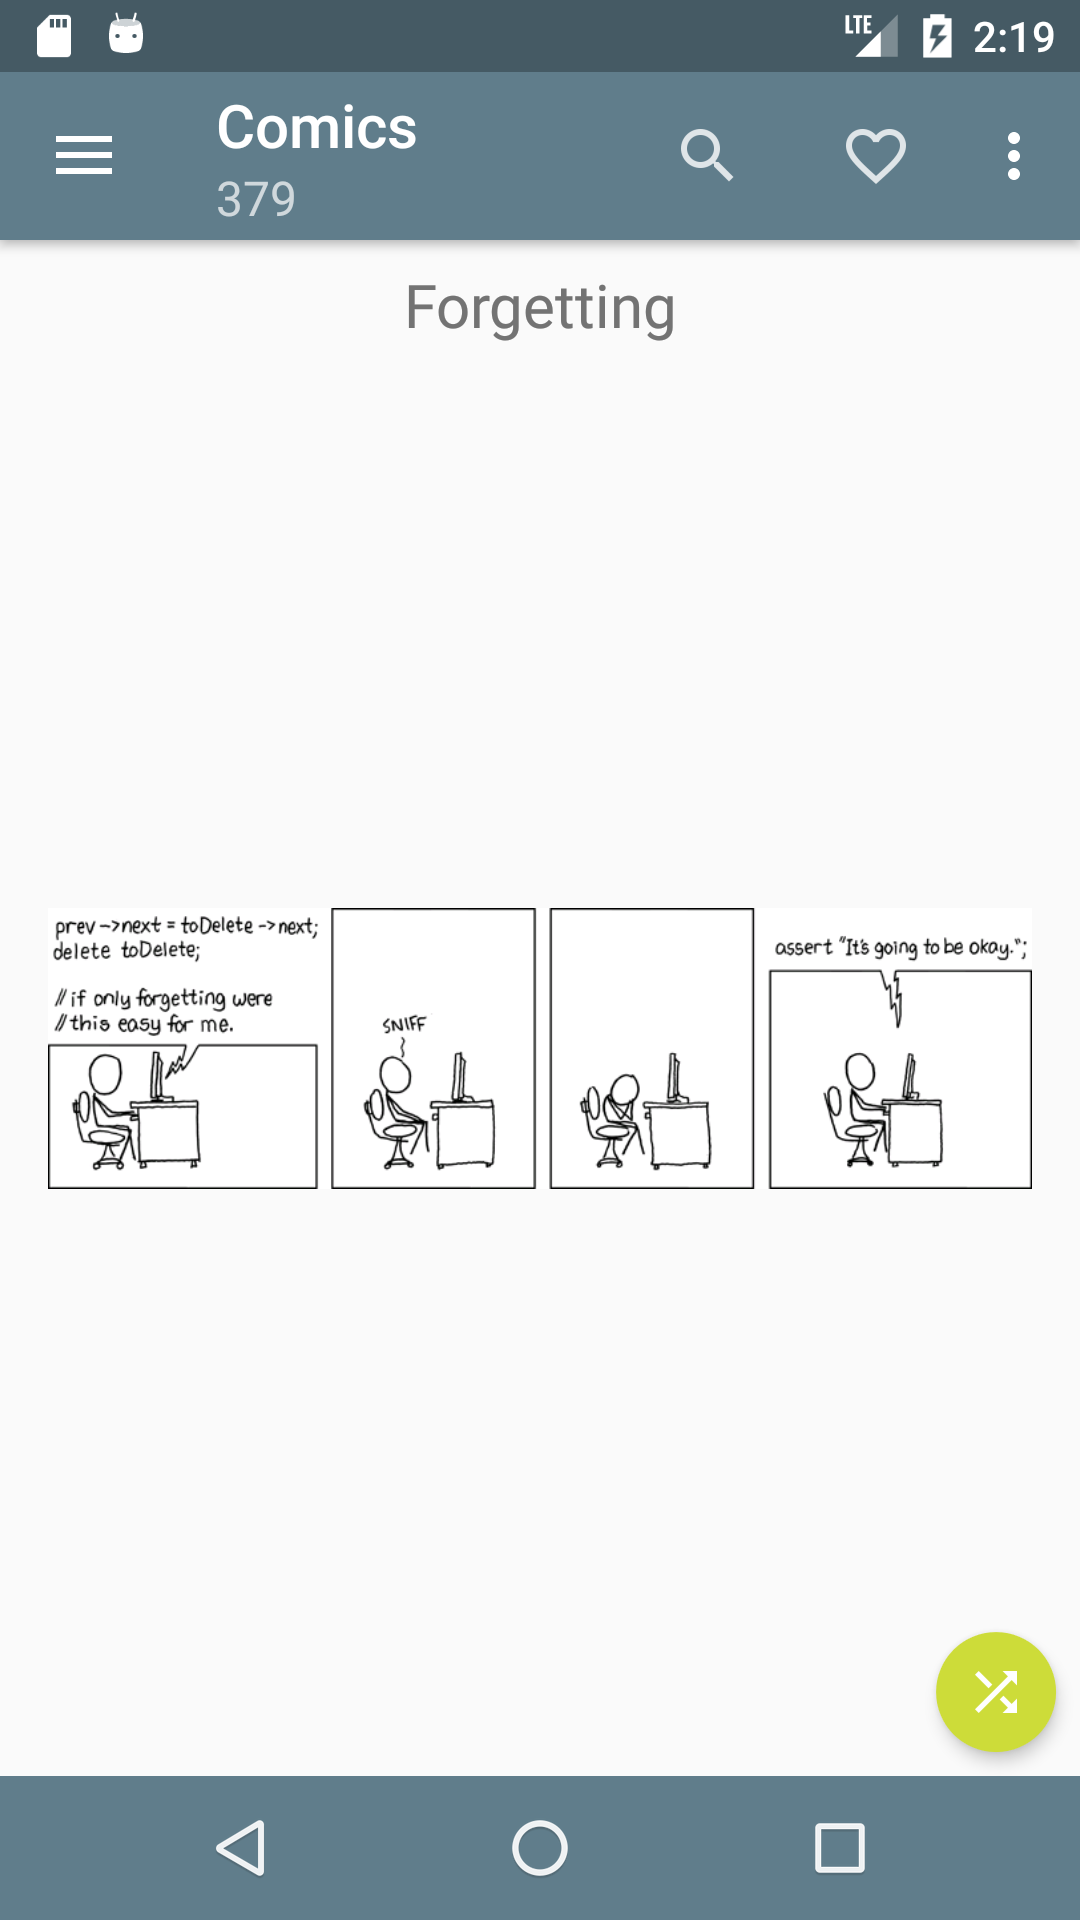 LTE 2:19
Comics
379
Forgetting
prev ->next = toDelete ->next;
delete toDelete;
// if only forgetting were
// this easy for me.
SNIFF
assert "It's going to be okay.";